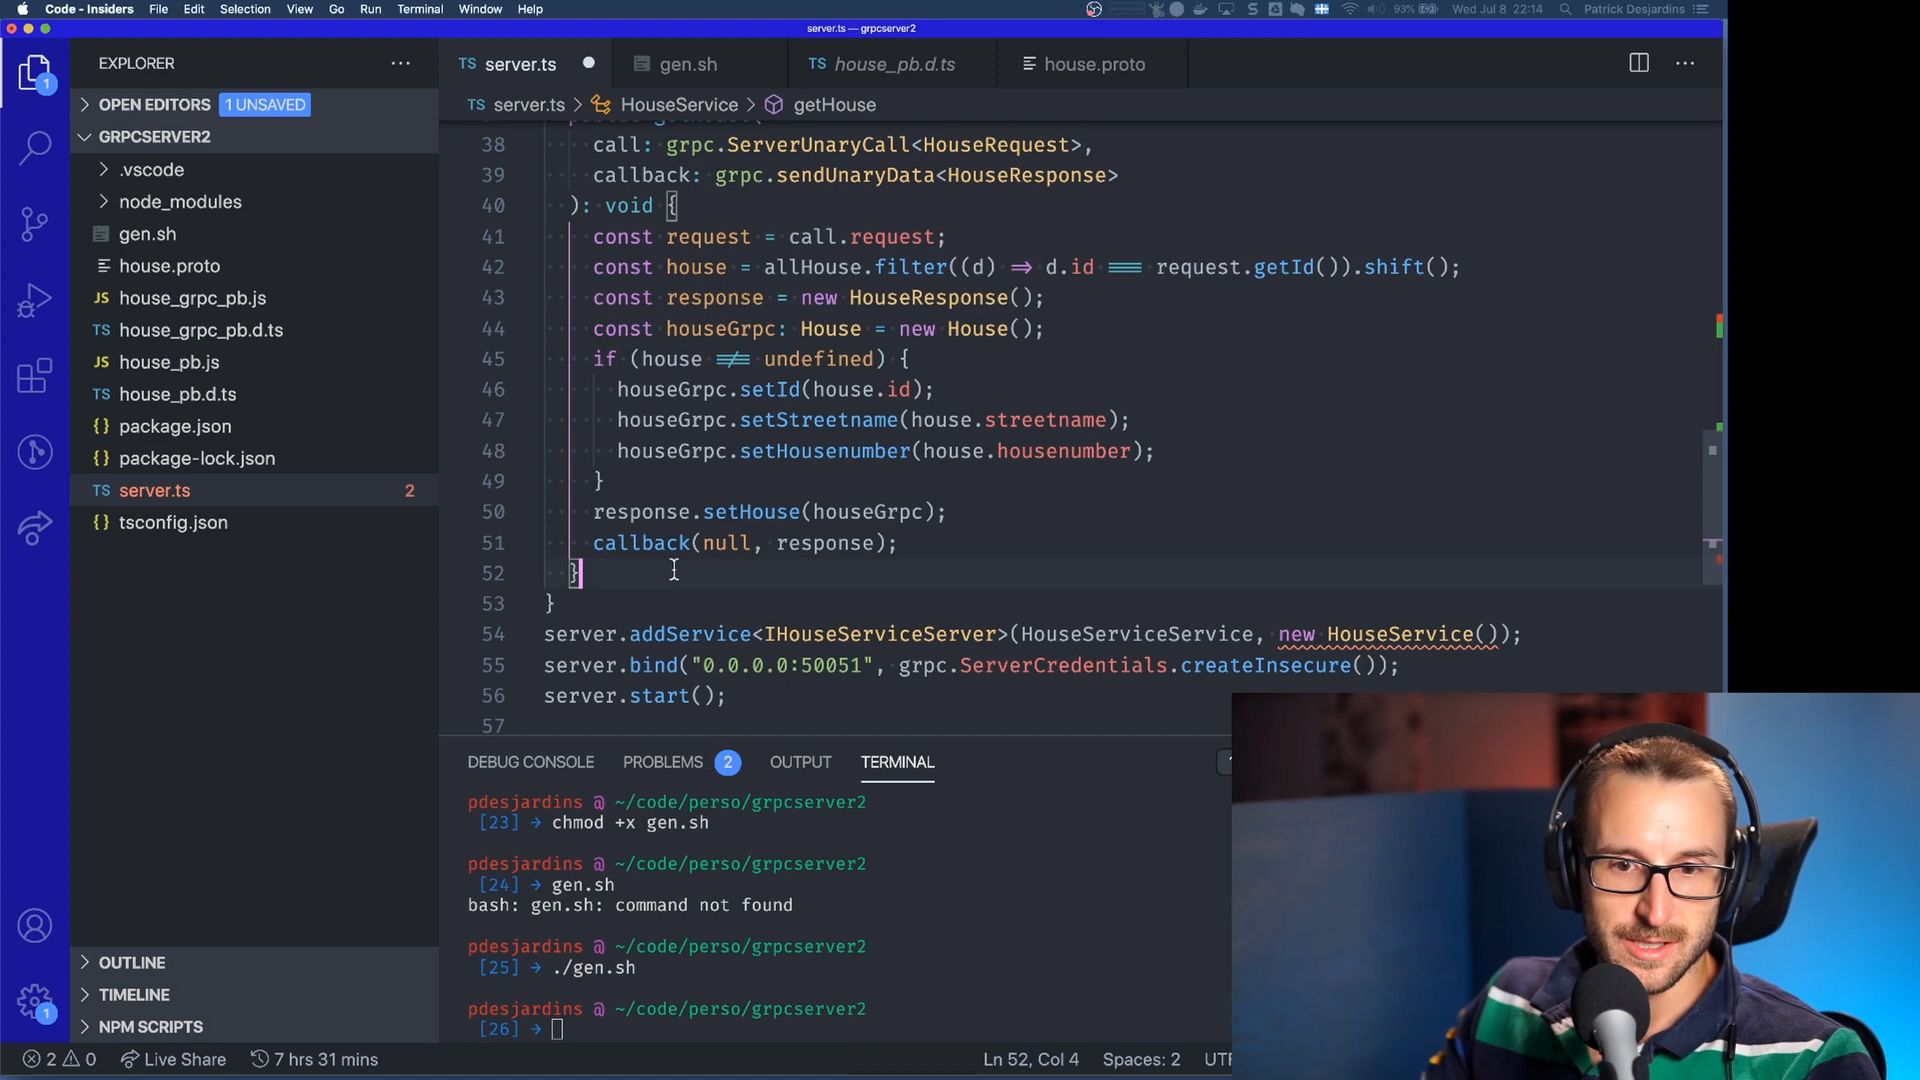 Code - Insiders File Edit Selection View Go Run Terminal Window Help 93% Wed Jul 8 22:14 Patrick Desjardins
server.ts — grpcserver2
EXPLORER
OPEN EDITORS 1 UNSAVED
GRPCSERVER2
.vscode
node_modules
gen.sh
house.proto
JS house_grpc_pb.js
TS house_grpc_pb.d.ts
JS house_pb.js
TS house_pb.d.ts
{} package.json
{} package-lock.json
TS server.ts 2
{} tsconfig.json
OUTLINE
TIMELINE
NPM SCRIPTS
1
1
TS server.ts gen.sh TS house_pb.d.ts house.proto
TS server.ts > HouseService > getHouse
38 call: grpc.ServerUnaryCall<HouseRequest>,
39 callback: grpc.sendUnaryData<HouseResponse>
40 ): void {
41 const request = call.request;
42 const house = allHouse.filter((d) => d.id === request.getId()).shift();
43 const response = new HouseResponse();
44 const houseGrpc: House = new House();
45 if (house !== undefined) {
46 houseGrpc.setId(house.id);
47 houseGrpc.setStreetname(house.streetname);
48 houseGrpc.setHousenumber(house.housenumber);
49 }
50 response.setHouse(houseGrpc);
51 callback(null, response);
52 }
53 }
54 server.addService<IHouseServiceServer>(HouseServiceService, new HouseService());
55 server.bind("0.0.0.0:50051", grpc.ServerCredentials.createInsecure());
56 server.start();
57
DEBUG CONSOLE PROBLEMS 2 OUTPUT TERMINAL
pdesjardins @ ~/code/perso/grpcserver2
[23] → chmod +x gen.sh
pdesjardins @ ~/code/perso/grpcserver2
[24] → gen.sh
bash: gen.sh: command not found
pdesjardins @ ~/code/perso/grpcserver2
[25] → ./gen.sh
pdesjardins @ ~/code/perso/grpcserver2
[26] →
2 0 Live Share 7 hrs 31 mins Ln 52, Col 4 Spaces: 2 UTF